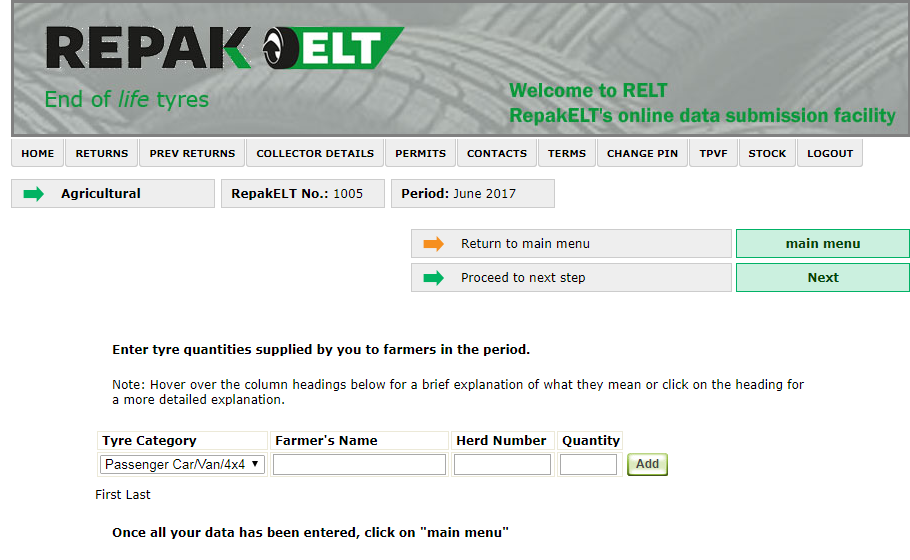 REPAK ELT
End of life tyres
Welcome to RELT
RepakELT's online data submission facility
HOME RETURNS PREV RETURNS COLLECTOR DETAILS PERMITS CONTACTS TERMS CHANGE PIN TPVF STOCK LOGOUT
Agricultural RepakELT No.: 1005 Period: June 2017
Return to main menu main menu
Proceed to next step Next
Enter tyre quantities supplied by you to farmers in the period.
Note: Hover over the column headings below for a brief explanation of what they mean or click on the heading for
a more detailed explanation.
Tyre Category Farmer's Name Herd Number Quantity
Passenger Car/Van/4x4 Add
First Last
Once all your data has been entered, click on "main menu"